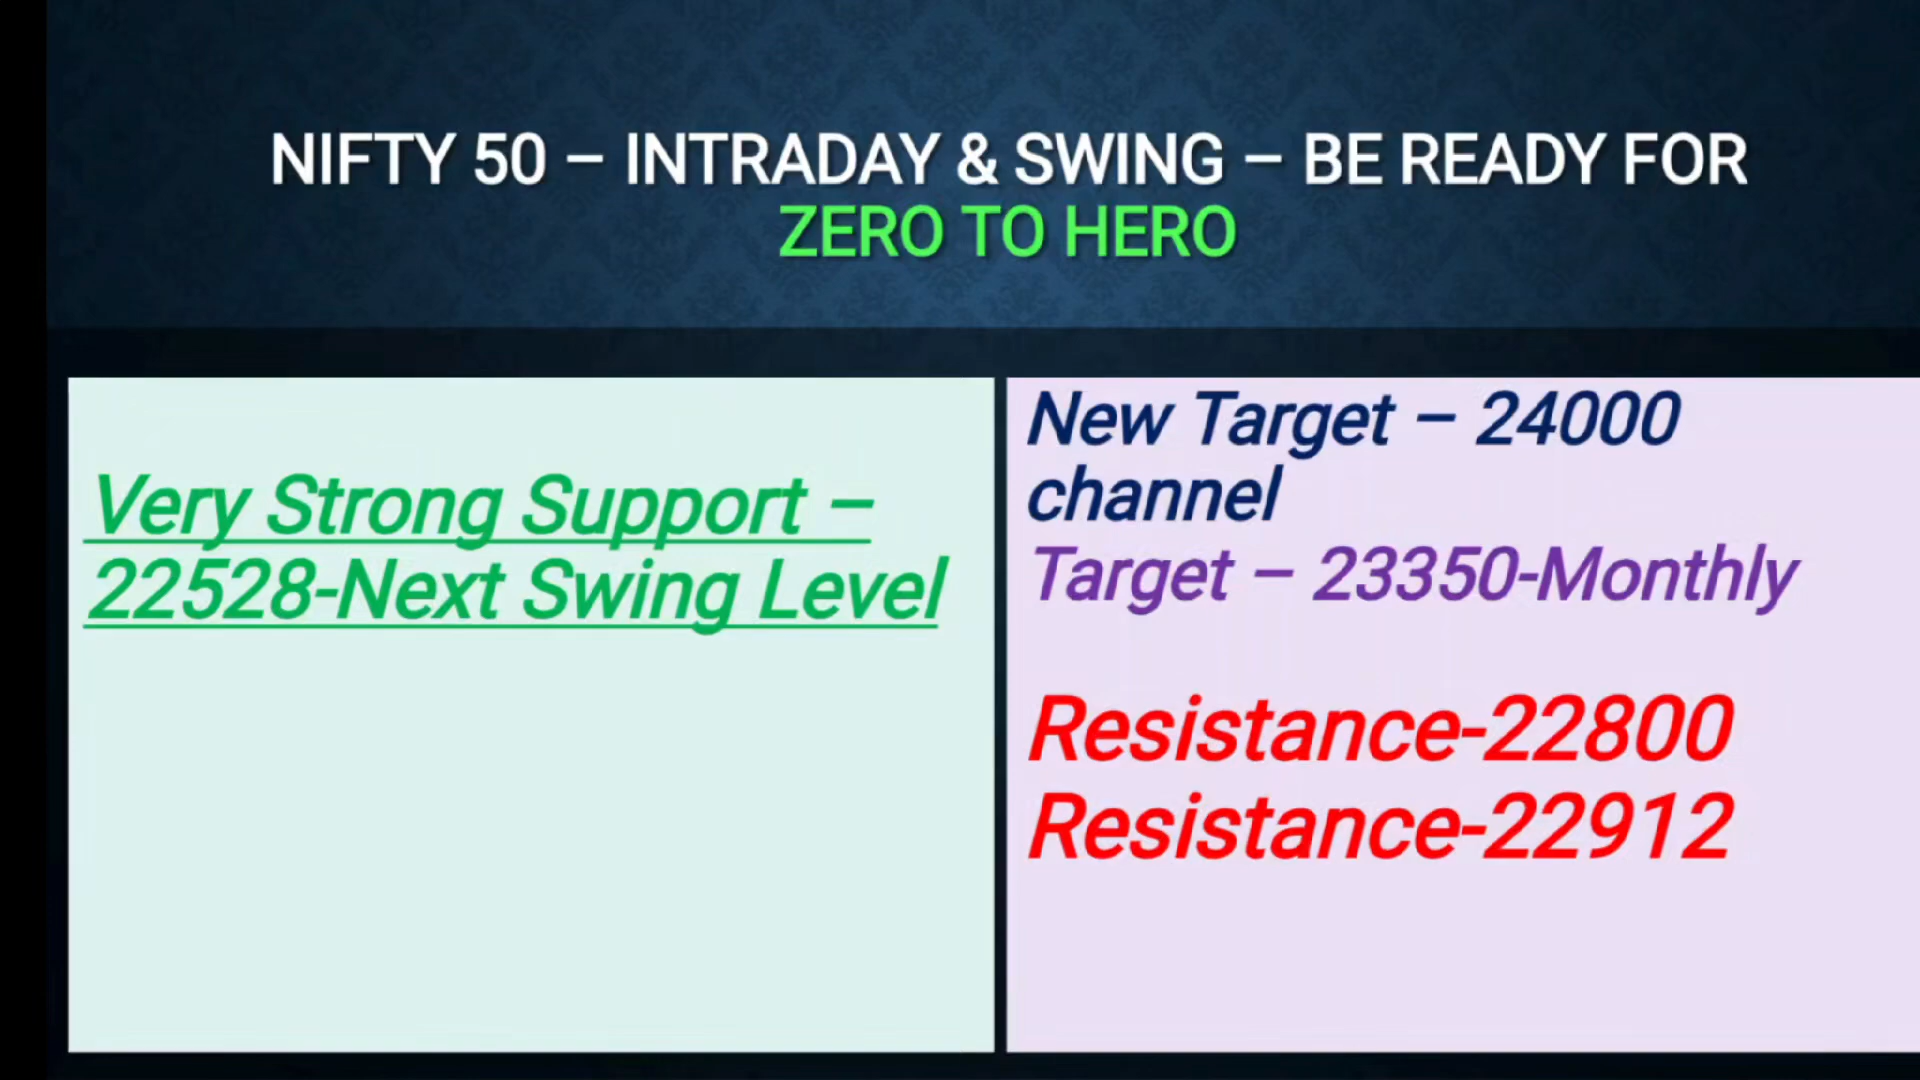 NIFTY 50 – INTRADAY & SWING – BE READY FOR
ZERO TO HERO
Very Strong Support –
22528-Next Swing Level
New Target – 24000
channel
Target – 23350-Monthly
Resistance-22800
Resistance-22912